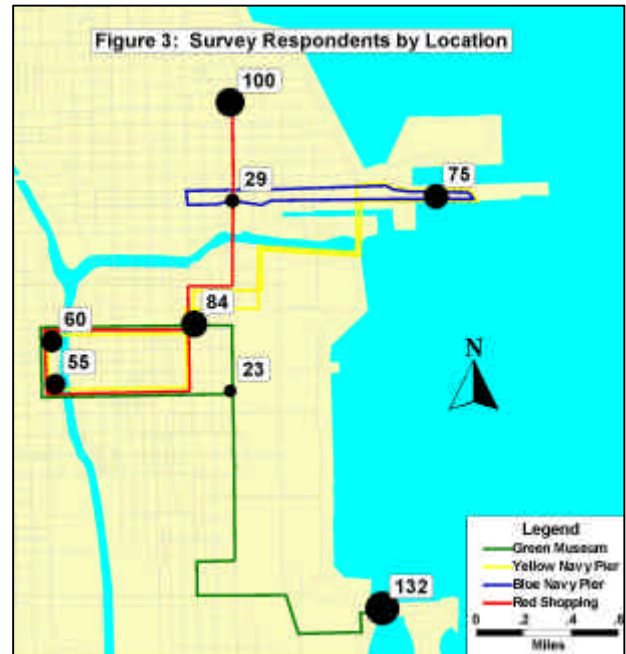 Figure 3: Survey Respondents by Location
100
29
75
84
60
55
23
N
132
Legend
Green Museum
Yellow Navy Pier
Blue Navy Pier
Red Shopping
0 .2 .4 .6
Miles